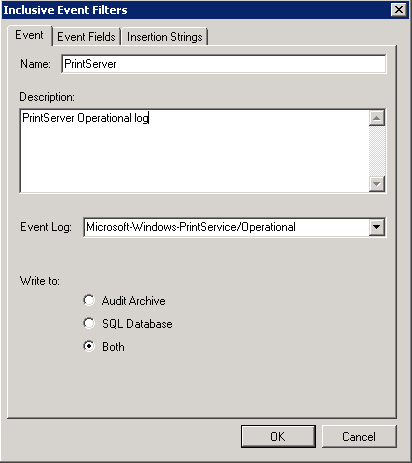 Inclusive Event Filters
Event Event Fields Insertion Strings
Name: PrintServer
Description:
PrintServer Operational log
Event Log: Microsoft-Windows-PrintService/Operational
Write to:
Audit Archive
SQL Database
Both
OK Cancel